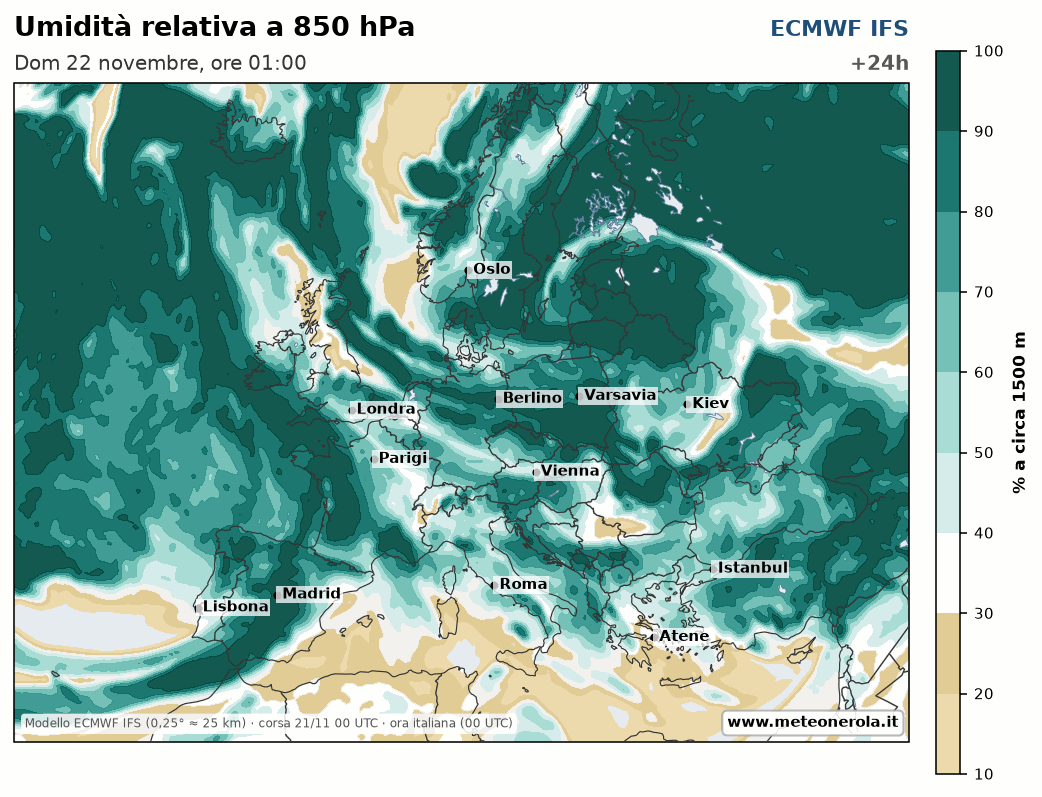 Umidità relativa a 850 hPa
ECMWF IFS
Dom 22 novembre, ore 01:00
+24h
100
90
80
70
60
50
40
30
20
10
% a circa 1500 m
Oslo
Berlino
Varsavia
Kiev
Londra
Parigi
Vienna
Istanbul
Roma
Madrid
Lisbona
Atene
Modello ECMWF IFS (0,25° ≈ 25 km) · corsa 21/11 00 UTC · ora italiana (00 UTC)
www.meteonerola.it